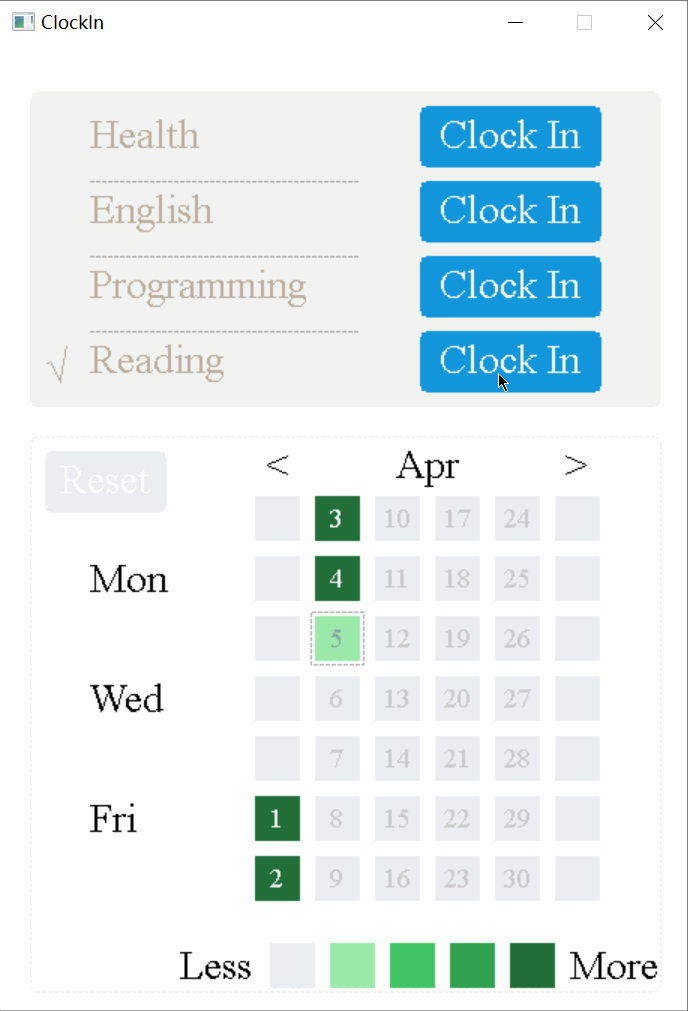 ClockIn
Health Clock In
English Clock In
Programming Clock In
√ Reading Clock In
Reset < Apr >
3 10 17 24
Mon 4 11 18 25
5 12 19 26
Wed 6 13 20 27
7 14 21 28
Fri 1 8 15 22 29
2 9 16 23 30
Less More